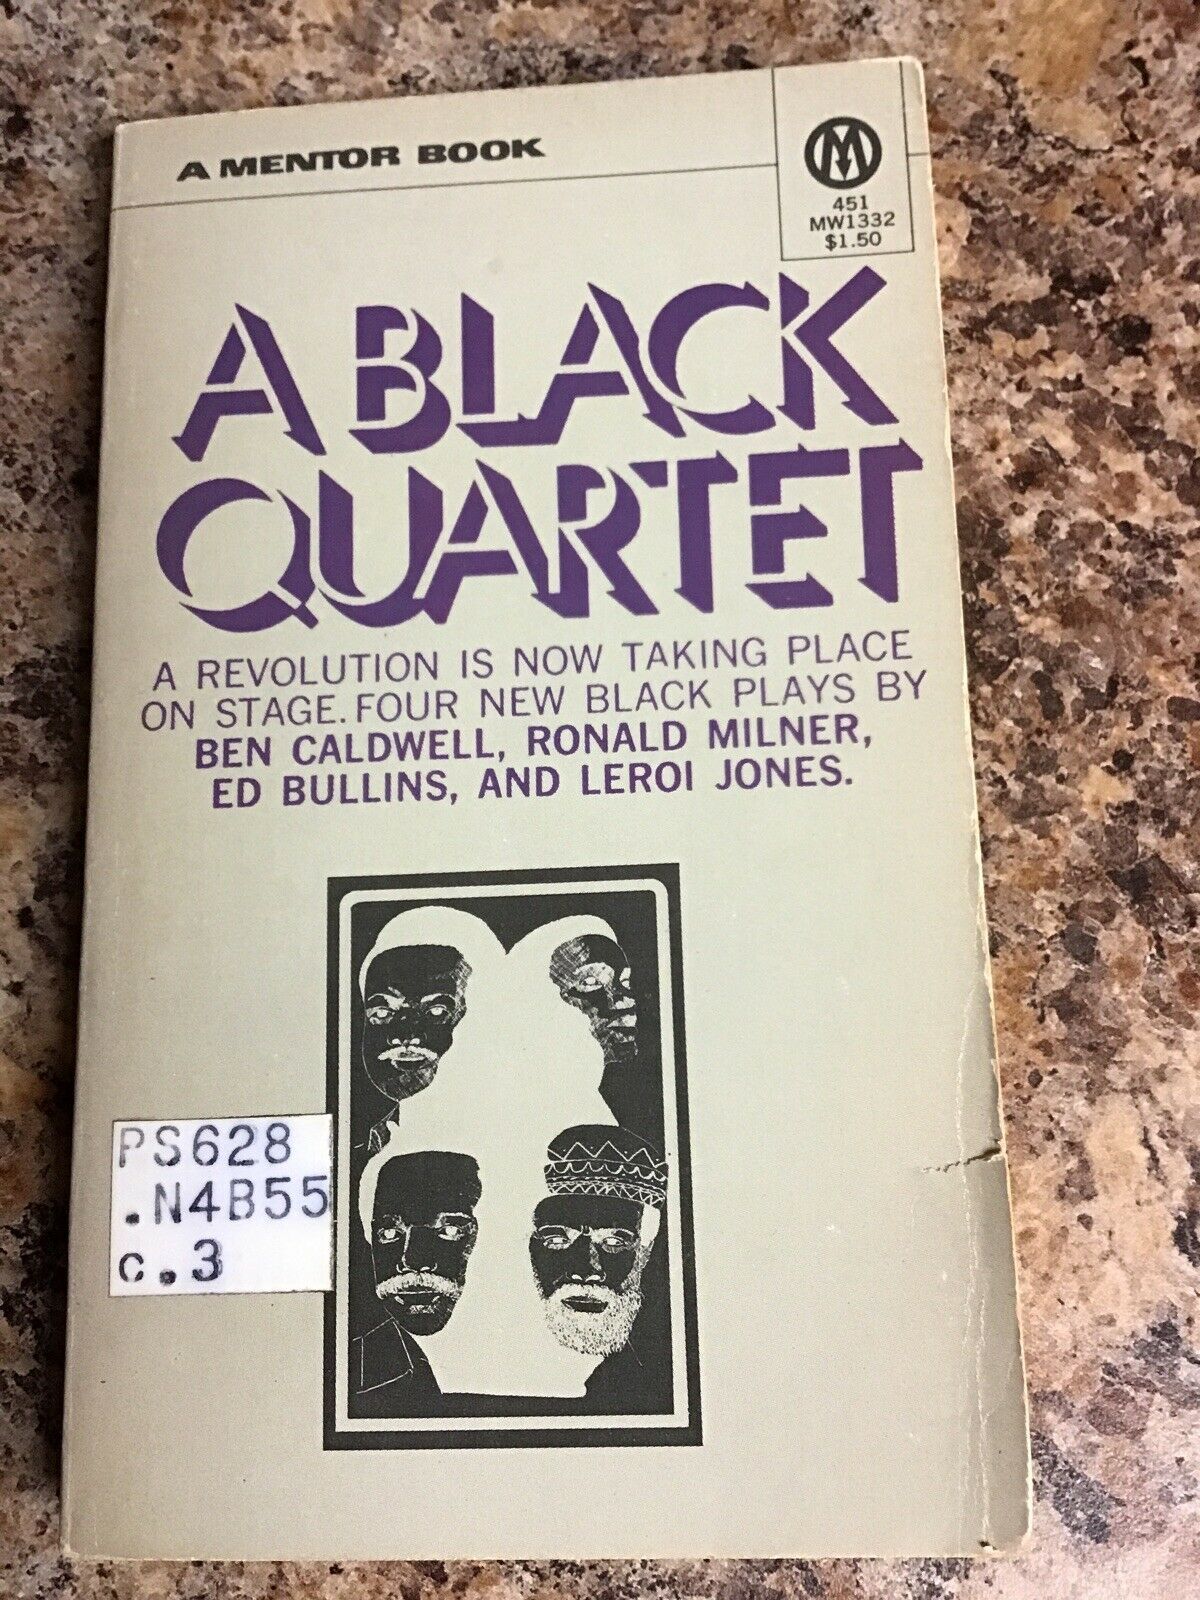 A MENTOR BOOK
M
451
MW1332
$1.50
A BLACK
QUARTET
A REVOLUTION IS NOW TAKING PLACE
ON STAGE. FOUR NEW BLACK PLAYS BY
BEN CALDWELL, RONALD MILNER,
ED BULLINS, AND LEROI JONES.
PS628
.N4B55
c.3